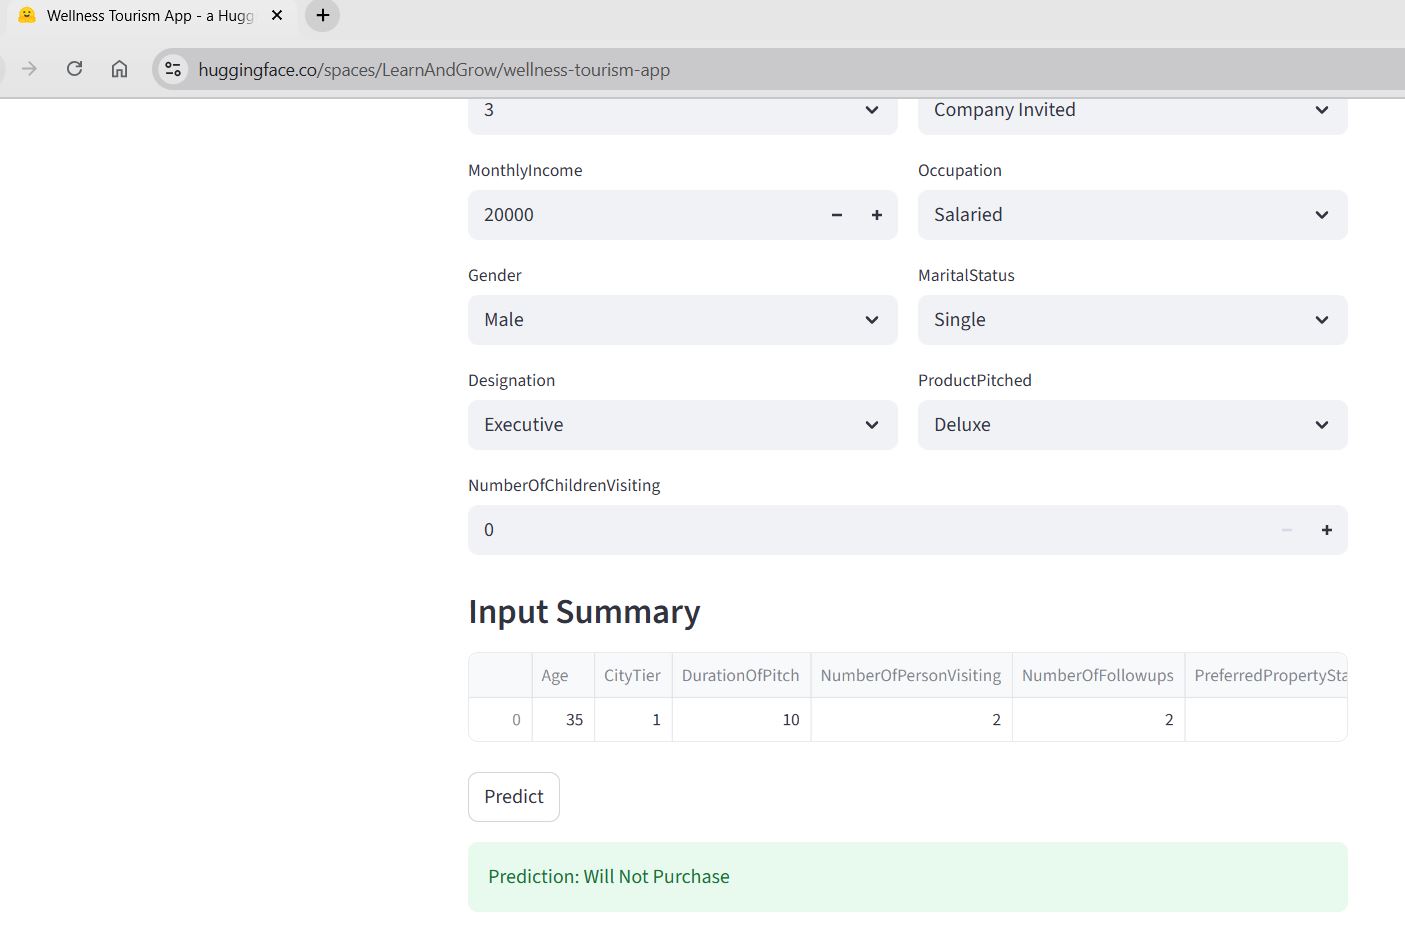 Wellness Tourism App - a Hugg
huggingface.co/spaces/LearnAndGrow/wellness-tourism-app
3 Company Invited
MonthlyIncome Occupation
20000 Salaried
Gender MaritalStatus
Male Single
Designation ProductPitched
Executive Deluxe
NumberOfChildrenVisiting
0
Input Summary
Age CityTier DurationOfPitch NumberOfPersonVisiting NumberOfFollowups PreferredPropertySta
0 35 1 10 2 2
Predict
Prediction: Will Not Purchase